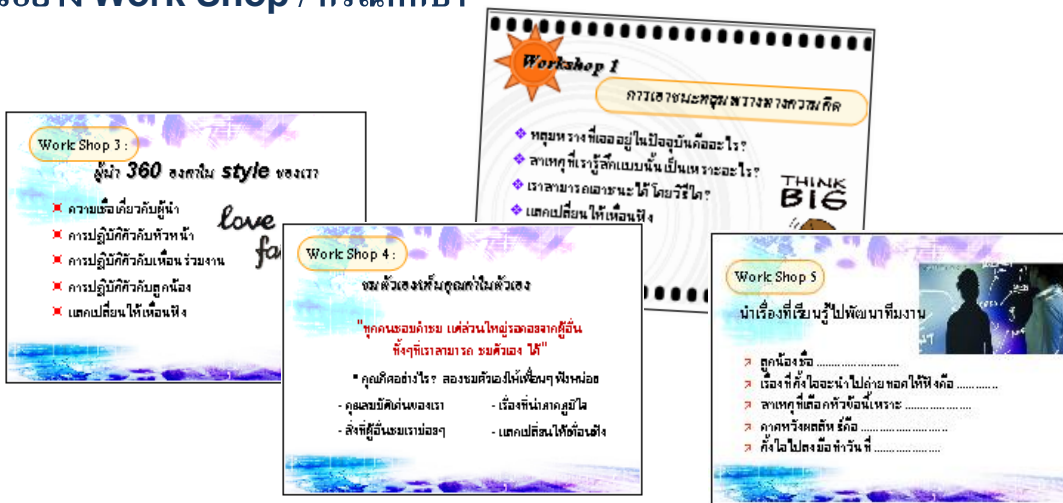 Work Shop / กรณีศึกษา
Workshop 1
การเอาชนะหลุมพรางทางความคิด
หลุมพรางที่เจออยู่ในปัจจุบันคืออะไร?
สาเหตุที่เรารู้สึกแบบนั้นเป็นเพราะอะไร?
เราสามารถเอาชนะได้โดยวิธีใด?
แลกเปลี่ยนให้เพื่อนฟัง
THINK
BIG
Work Shop 3 :
ผู้นำ 360 องศาใน style ของเรา
ความเชื่อเกี่ยวกับผู้นำ
การปฏิบัติตัวกับหัวหน้า
การปฏิบัติตัวกับเพื่อนร่วมงาน
การปฏิบัติตัวกับลูกน้อง
แลกเปลี่ยนให้เพื่อนฟัง
love
Work Shop 4 :
ชมตัวเองเห็นคุณค่าในตัวเอง
"ทุกคนชอบคำชม แต่ส่วนใหญ่รอคอยจากผู้อื่น
ทั้งๆที่เราสามารถ ชมตัวเอง ได้"
คุณคิดอย่างไร? ลองชมตัวเองให้เพื่อนๆ ฟังหน่อย
- คุณสมบัติเด่นของเรา - เรื่องที่น่าภาคภูมิใจ
- สิ่งที่ผู้อื่นชมเราบ่อยๆ - แลกเปลี่ยนให้เพื่อนฟัง
Work Shop 5
นำเรื่องที่เรียนรู้ไปพัฒนาทีมงาน
ลูกน้องชื่อ ..........................
เรื่องที่ตั้งใจจะนำไปถ่ายทอดให้ฟังคือ .............
สาเหตุที่เลือกหัวข้อนี้เพราะ .....................
คาดหวังผลลัพธ์คือ ...........................
ตั้งใจไปลงมือทำวันที่ .....................